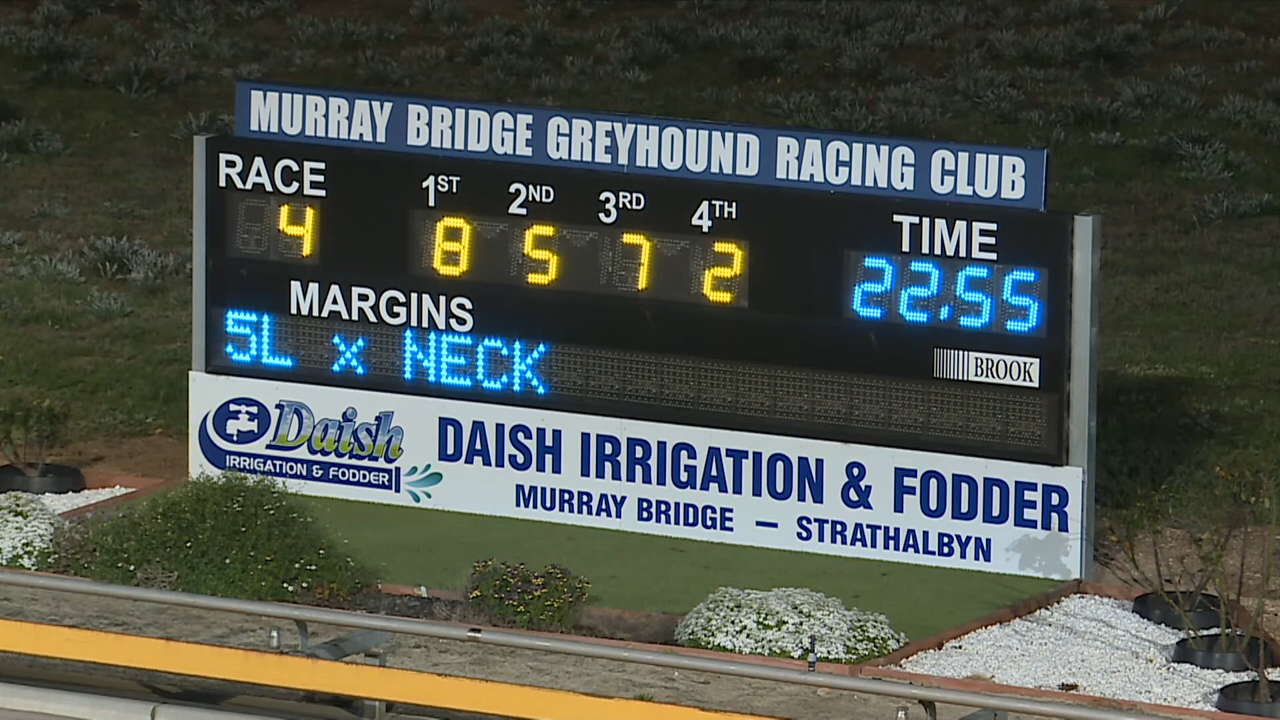 MURRAY BRIDGE GREYHOUND RACING CLUB
RACE 1ST 2ND 3RD 4TH TIME
4 8 5 7 2 22.55
MARGINS
5L x NECK
BROOK
Daish
IRRIGATION & FODDER
DAISH IRRIGATION & FODDER
MURRAY BRIDGE – STRATHALBYN